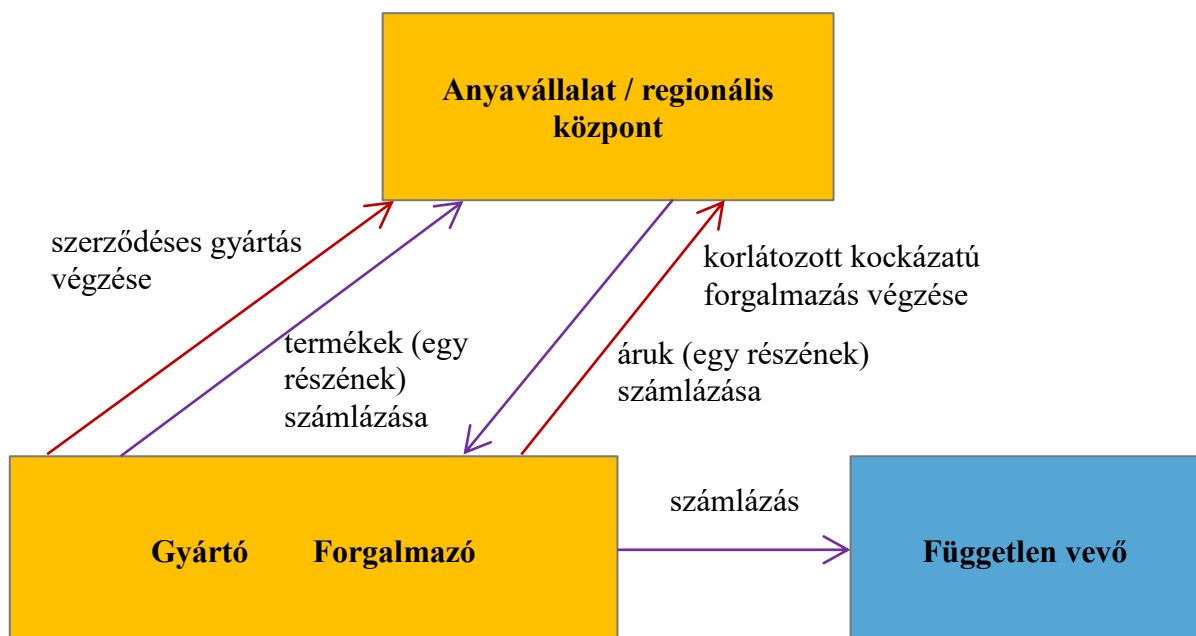 Anyavállalat / regionális
központ
szerződéses gyártás
végzése
korlátozott kockázatú
forgalmazás végzése
termékek (egy
részének)
számlázása
áruk (egy részének)
számlázása
számlázás
Gyártó Forgalmazó
Független vevő